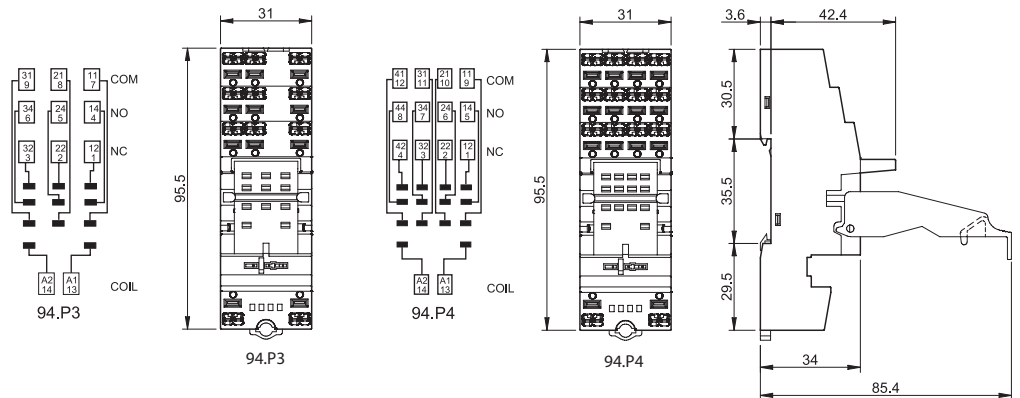 31 21 11
9 8 7
COM
34 24 14
6 5 4
NO
32 22 12
3 2 1
NC
A2 A1
14 13
COIL
94.P3
31
95.5
94.P3
41 31 21 11
12 11 10 9
COM
44 34 24 14
8 7 6 5
NO
42 32 22 12
4 3 2 1
NC
A2 A1
14 13
COIL
94.P4
31
95.5
94.P4
3.6 42.4
30.5
35.5
29.5
34
85.4